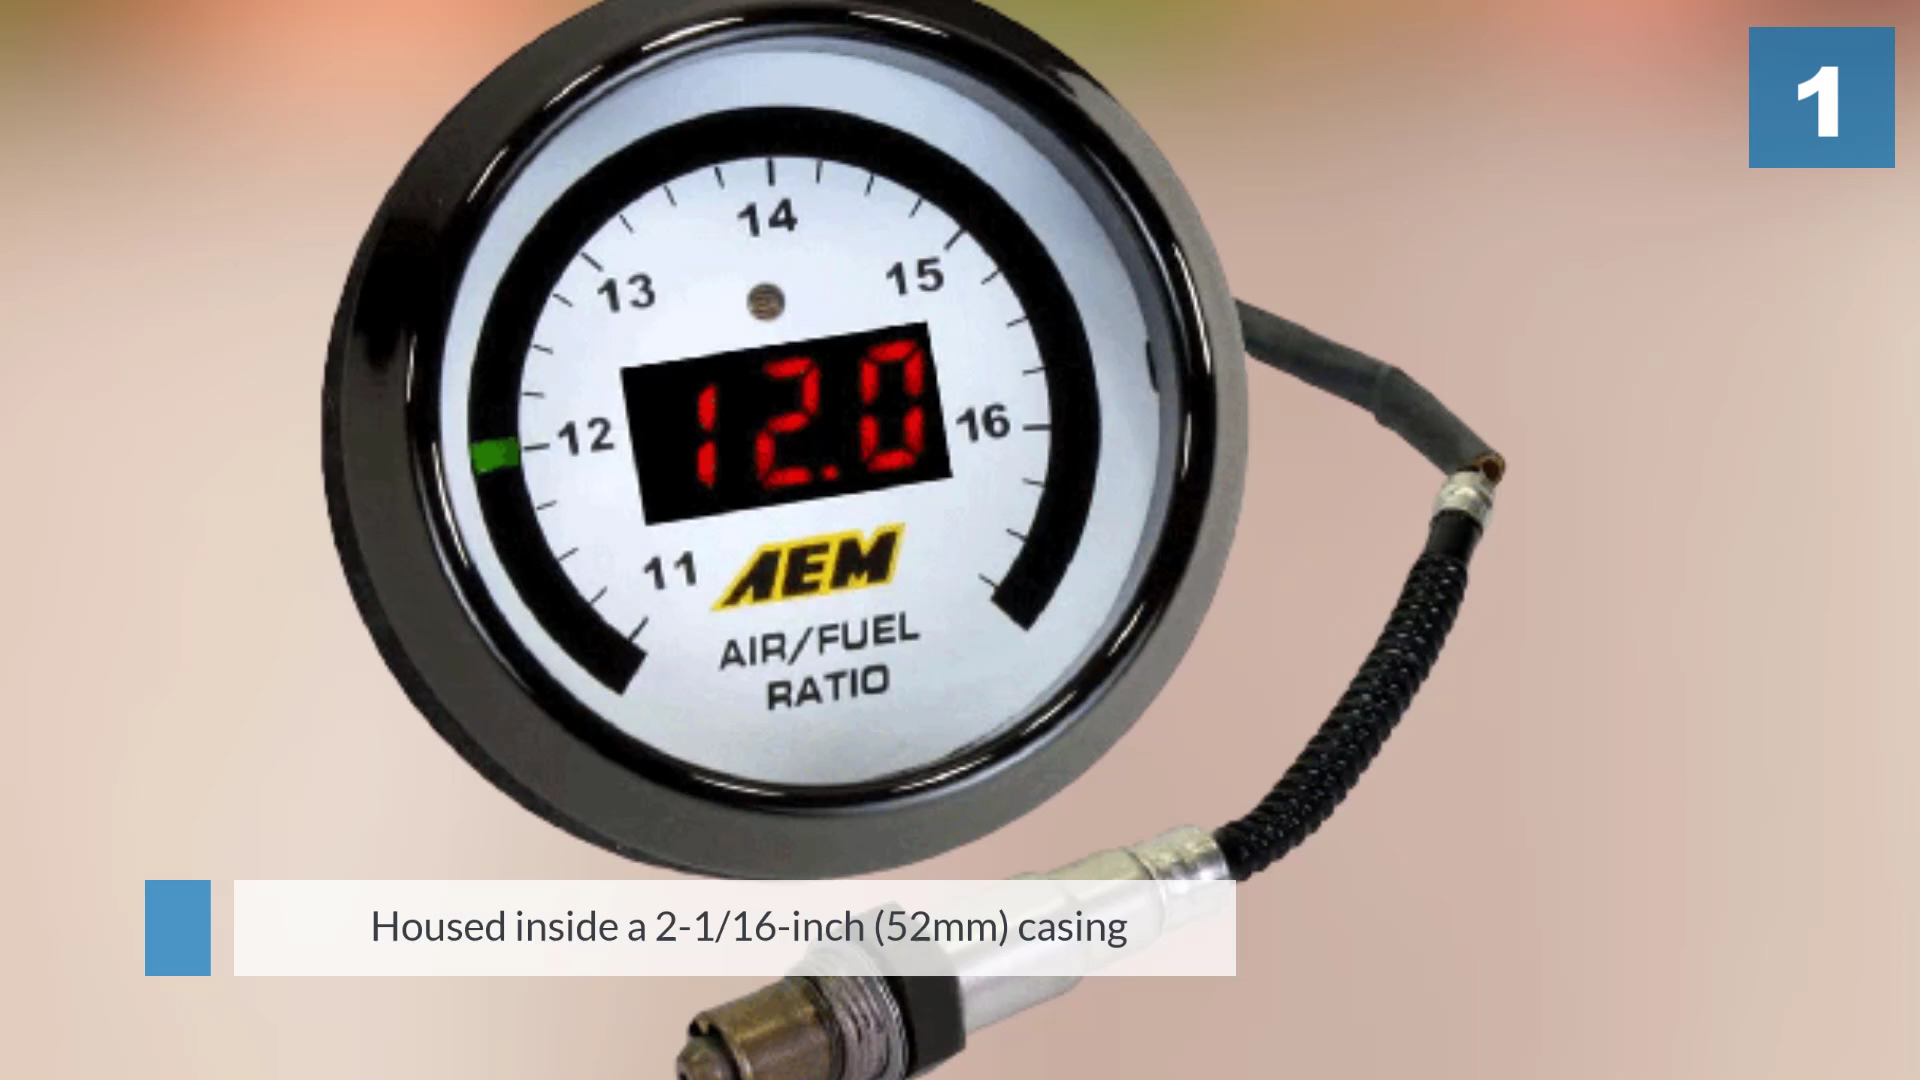 1
14
13
15
12.0
12
16
11
AEM
AIR/FUEL
RATIO
Housed inside a 2-1/16-inch (52mm) casing